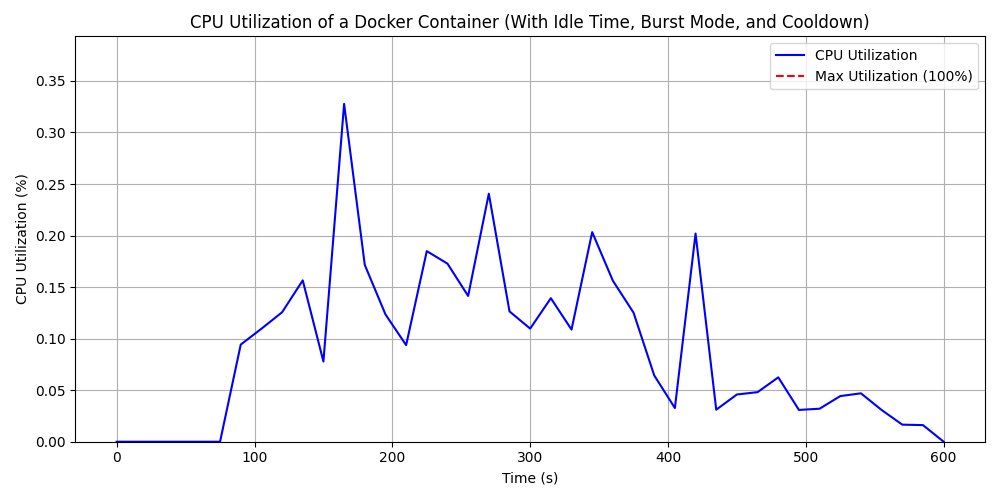 CPU Utilization of a Docker Container (With Idle Time, Burst Mode, and Cooldown)
CPU Utilization
Max Utilization (100%)
CPU Utilization (%)
0.35
0.30
0.25
0.20
0.15
0.10
0.05
0.00
0 100 200 300 400 500 600
Time (s)